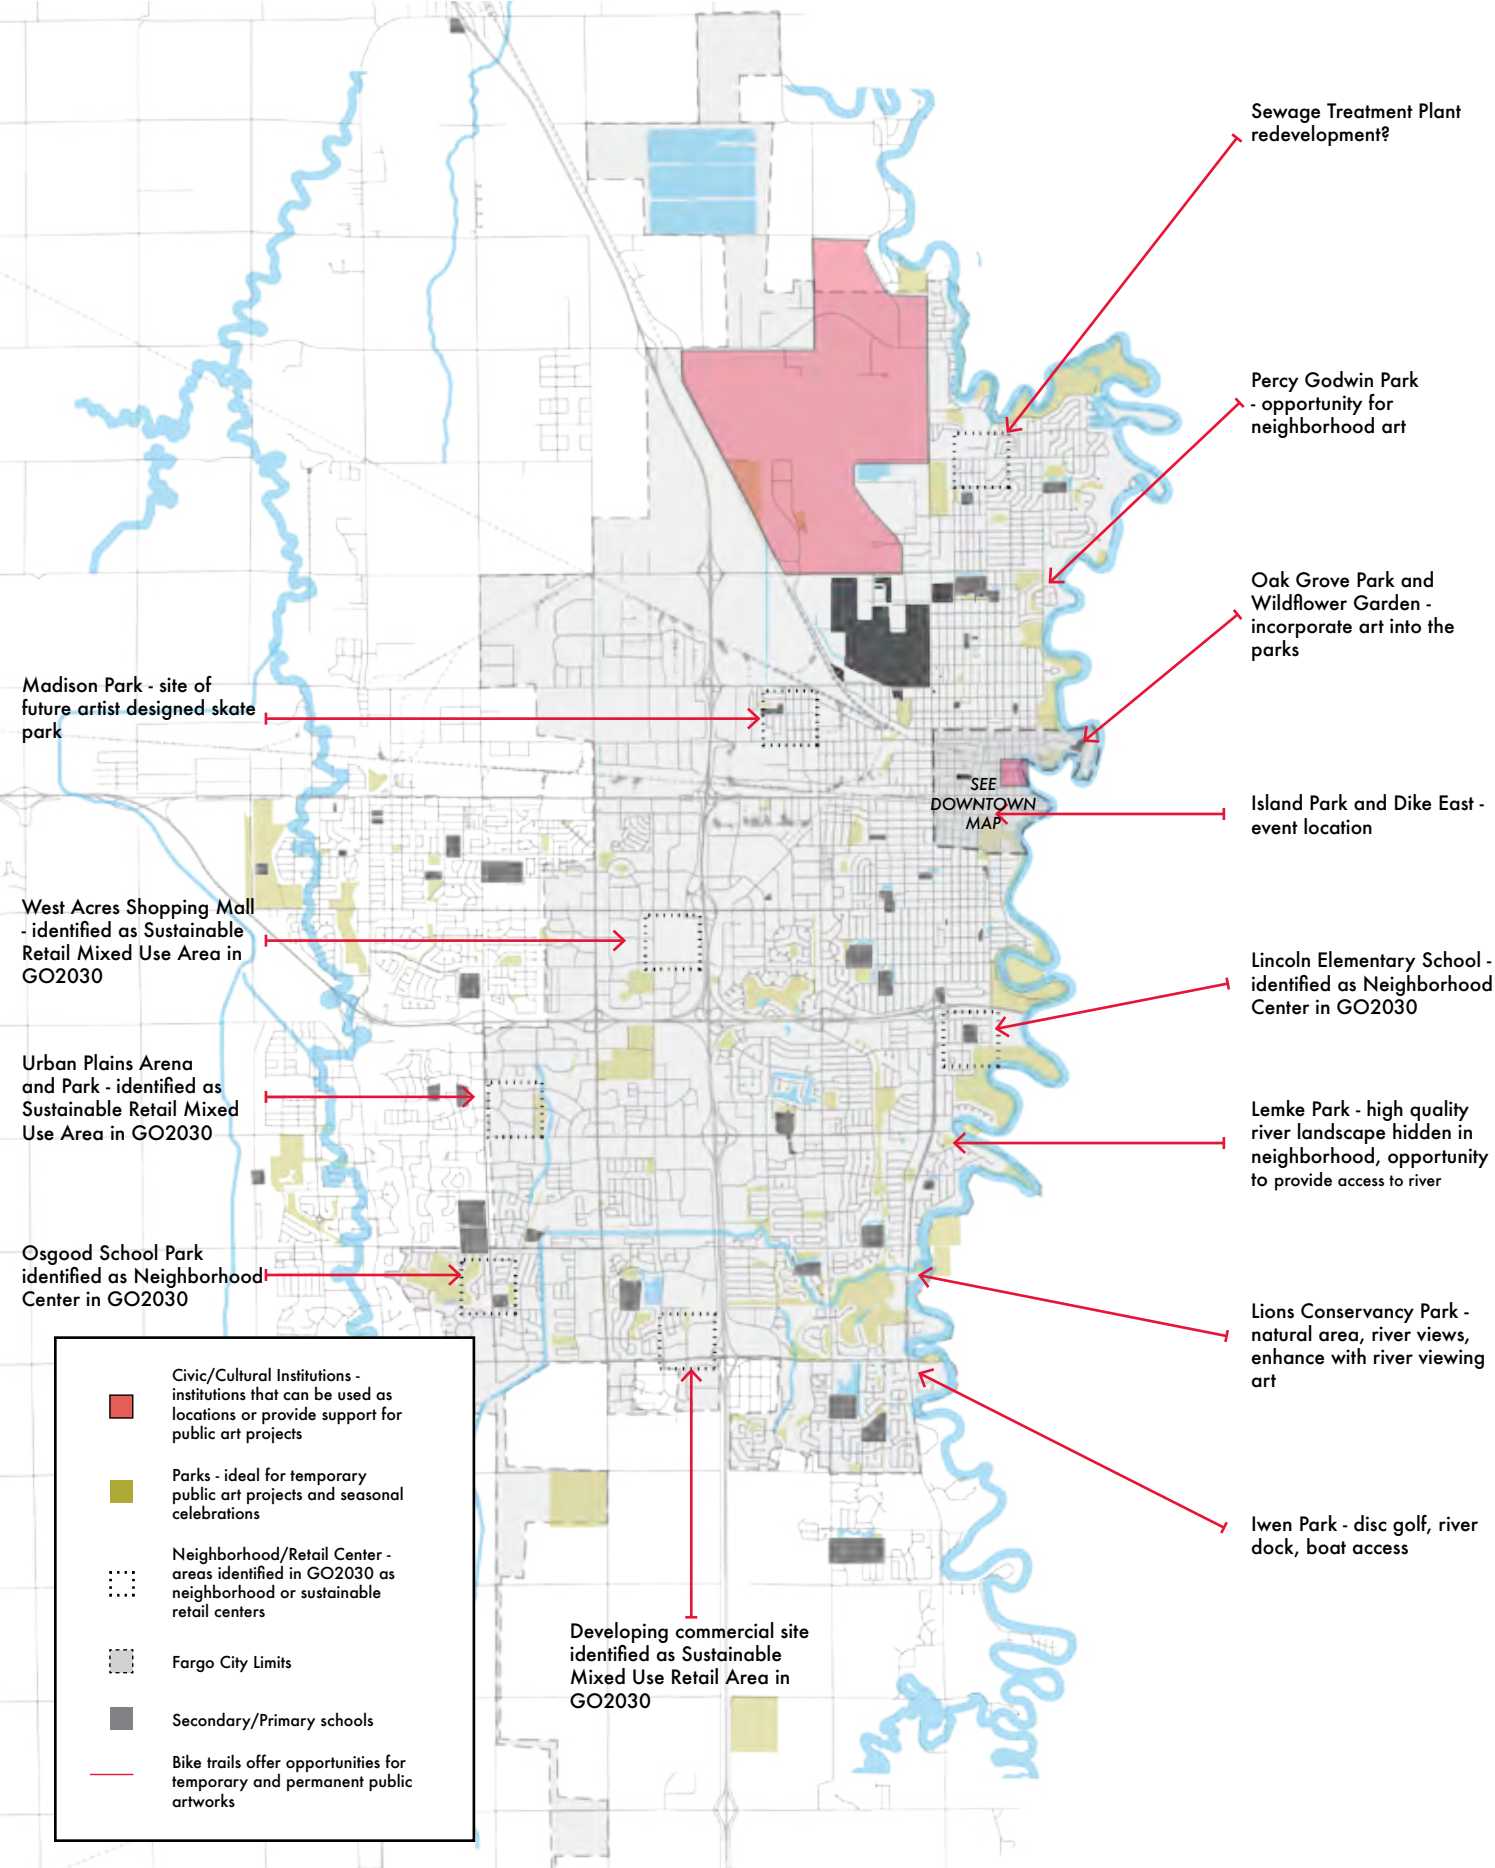 Sewage Treatment Plant
redevelopment?
Percy Godwin Park
- opportunity for
neighborhood art
Oak Grove Park and
Wildflower Garden -
incorporate art into the
parks
Madison Park - site of
future artist designed skate
park
SEE
DOWNTOWN
MAP
Island Park and Dike East -
event location
West Acres Shopping Mall
- identified as Sustainable
Retail Mixed Use Area in
GO2030
Lincoln Elementary School -
identified as Neighborhood
Center in GO2030
Urban Plains Arena
and Park - identified as
Sustainable Retail Mixed
Use Area in GO2030
Lemke Park - high quality
river landscape hidden in
neighborhood, opportunity
to provide access to river
Osgood School Park
identified as Neighborhood
Center in GO2030
Lions Conservancy Park -
natural area, river views,
enhance with river viewing
art
Iwen Park - disc golf, river
dock, boat access
Developing commercial site
identified as Sustainable
Mixed Use Retail Area in
GO2030
Civic/Cultural Institutions -
institutions that can be used as
locations or provide support for
public art projects
Parks - ideal for temporary
public art projects and seasonal
celebrations
Neighborhood/Retail Center -
areas identified in GO2030 as
neighborhood or sustainable
retail centers
Fargo City Limits
Secondary/Primary schools
Bike trails offer opportunities for
temporary and permanent public
artworks